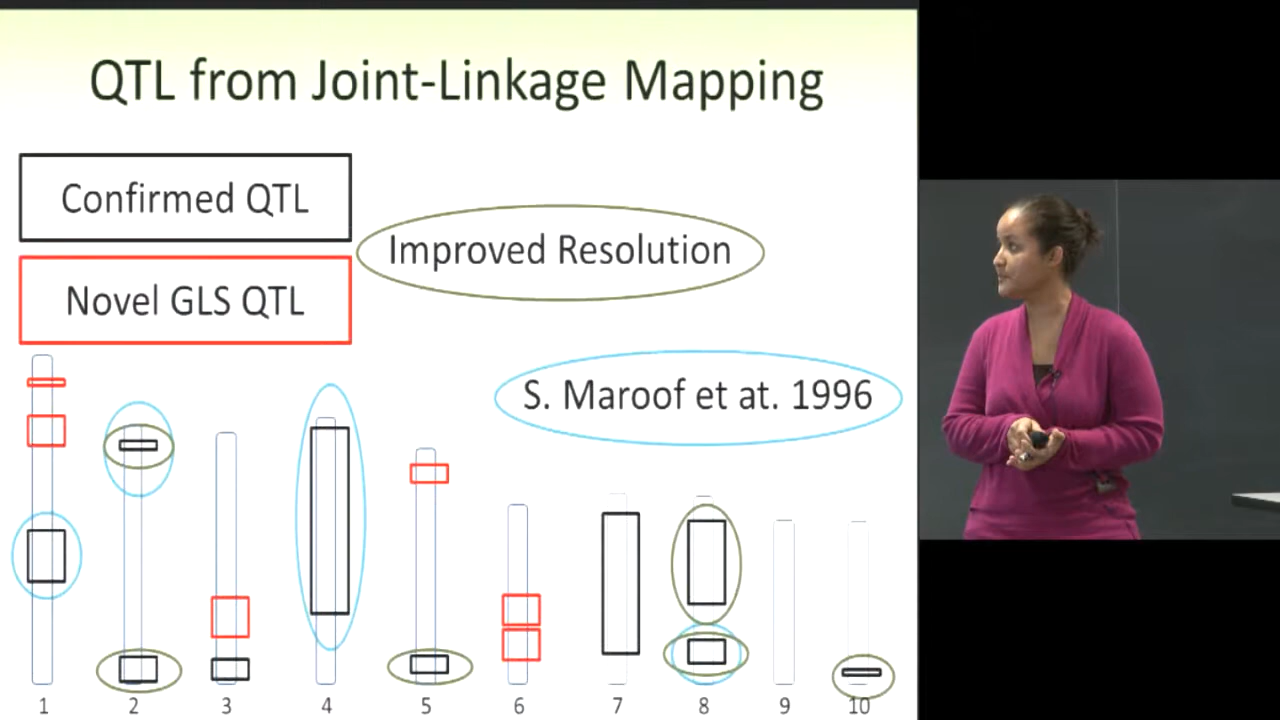 QTL from Joint-Linkage Mapping
Confirmed QTL
Improved Resolution
Novel GLS QTL
S. Maroof et at. 1996
1 2 3 4 5 6 7 8 9 10